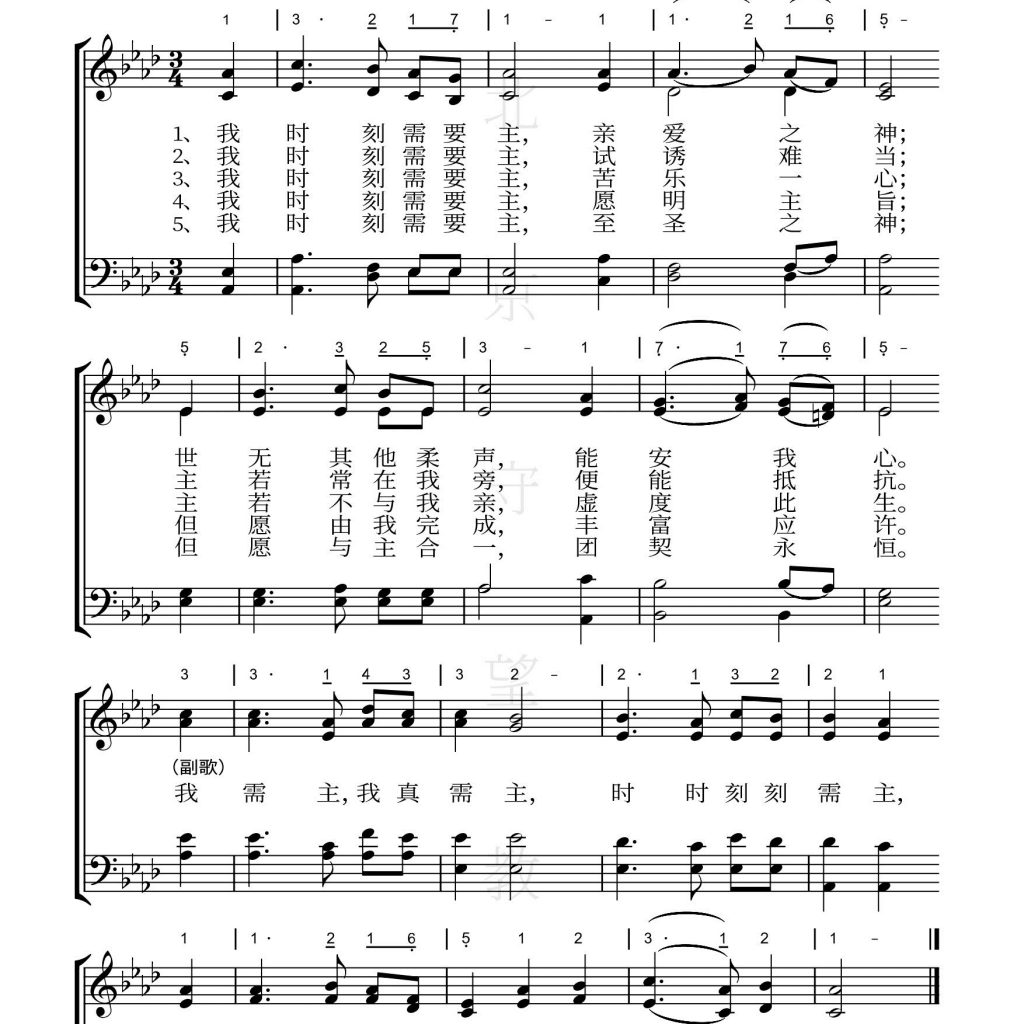 1 | 3 · 2 1 7 | 1 – 1 | 1 · 2 1 6 | 5 –
3
4
1、我 时 刻 需 要 主，亲 爱 之 神；
2、我 时 刻 需 要 主，试 诱 难 当；
3、我 时 刻 需 要 主，苦 乐 一 心；
4、我 时 刻 需 要 主，愿 明 主 旨；
5、我 时 刻 需 要 主，至 圣 之 神；
3
4
5 | 2 · 3 2 5 | 3 – 1 | 7 · 1 7 6 | 5 –
世 无 其 他 柔 声，能 安 我 心。
主 若 常 在 我 旁，便 能 抵 抗。
主 若 不 与 我 亲，虚 度 此 生。
但 愿 由 我 完 成，丰 富 应 许。
但 愿 与 主 合 一，团 契 永 恒。
3 | 3 · 1 4 3 | 3 2 – | 2 · 1 3 2 | 2 1
（副歌）
我 需 主，我 真 需 主，时 时 刻 刻 需 主，
1 | 1 · 2 1 6 | 5 1 2 | 3 · 1 2 | 1 –
北京守望教